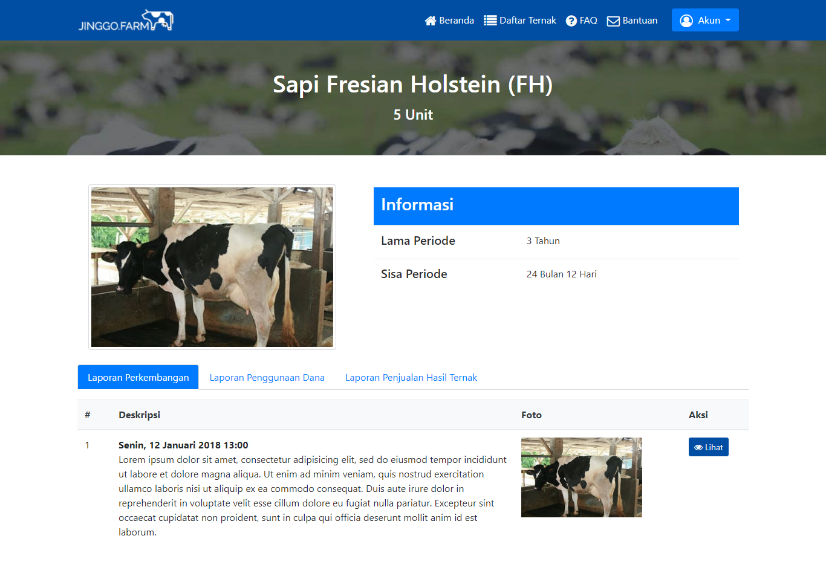 JINGGO.FARM
Beranda
Daftar Ternak
FAQ
Bantuan
Akun
Sapi Fresian Holstein (FH)
5 Unit
Informasi
Lama Periode 3 Tahun
Sisa Periode 24 Bulan 12 Hari
Laporan Perkembangan
Laporan Penggunaan Dana
Laporan Penjualan Hasil Ternak
# Deskripsi Foto Aksi
1 Senin, 12 Januari 2018 13:00 Lihat
Lorem ipsum dolor sit amet, consectetur adipisicing elit, sed do eiusmod tempor incididunt
ut labore et dolore magna aliqua. Ut enim ad minim veniam, quis nostrud exercitation
ullamco laboris nisi ut aliquip ex ea commodo consequat. Duis aute irure dolor in
reprehenderit in voluptate velit esse cillum dolore eu fugiat nulla pariatur. Excepteur sint
occaecat cupidatat non proident, sunt in culpa qui officia deserunt mollit anim id est
laborum.